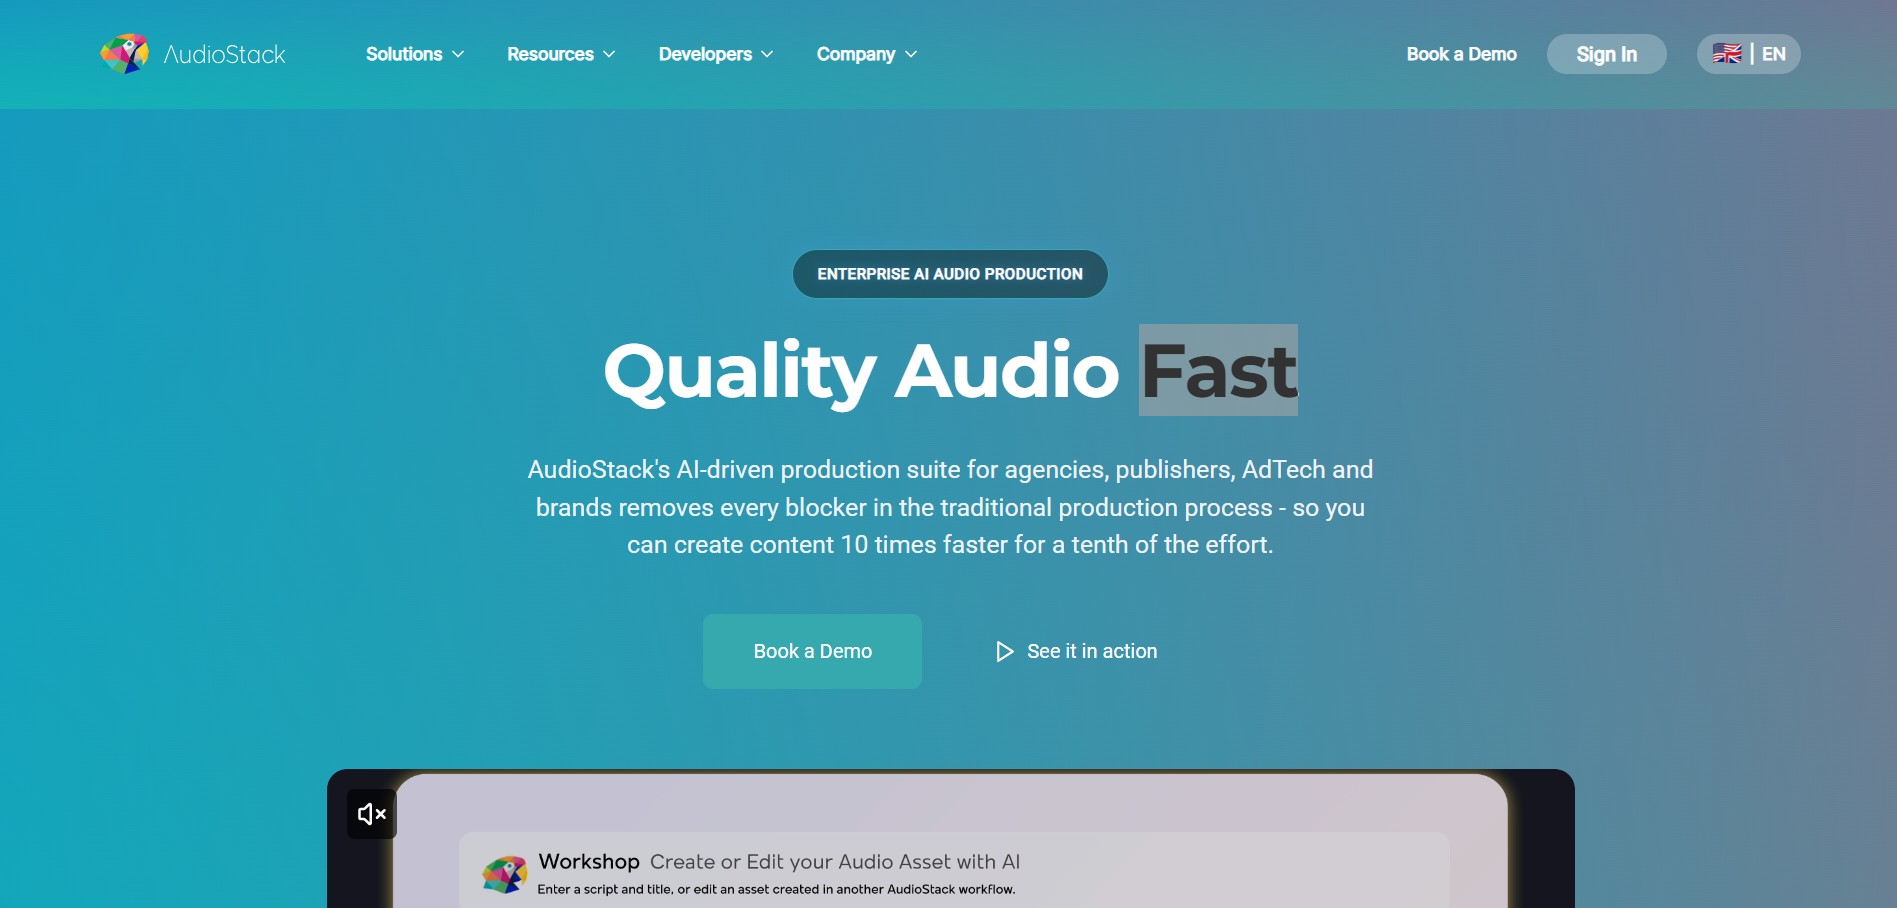 AudioStack
Solutions
Resources
Developers
Company
Book a Demo
Sign In
| EN
ENTERPRISE AI AUDIO PRODUCTION
Quality Audio Fast
AudioStack's AI-driven production suite for agencies, publishers, AdTech and
brands removes every blocker in the traditional production process - so you
can create content 10 times faster for a tenth of the effort.
Book a Demo
See it in action
Workshop Create or Edit your Audio Asset with AI
Enter a script and title, or edit an asset created in another AudioStack workflow.